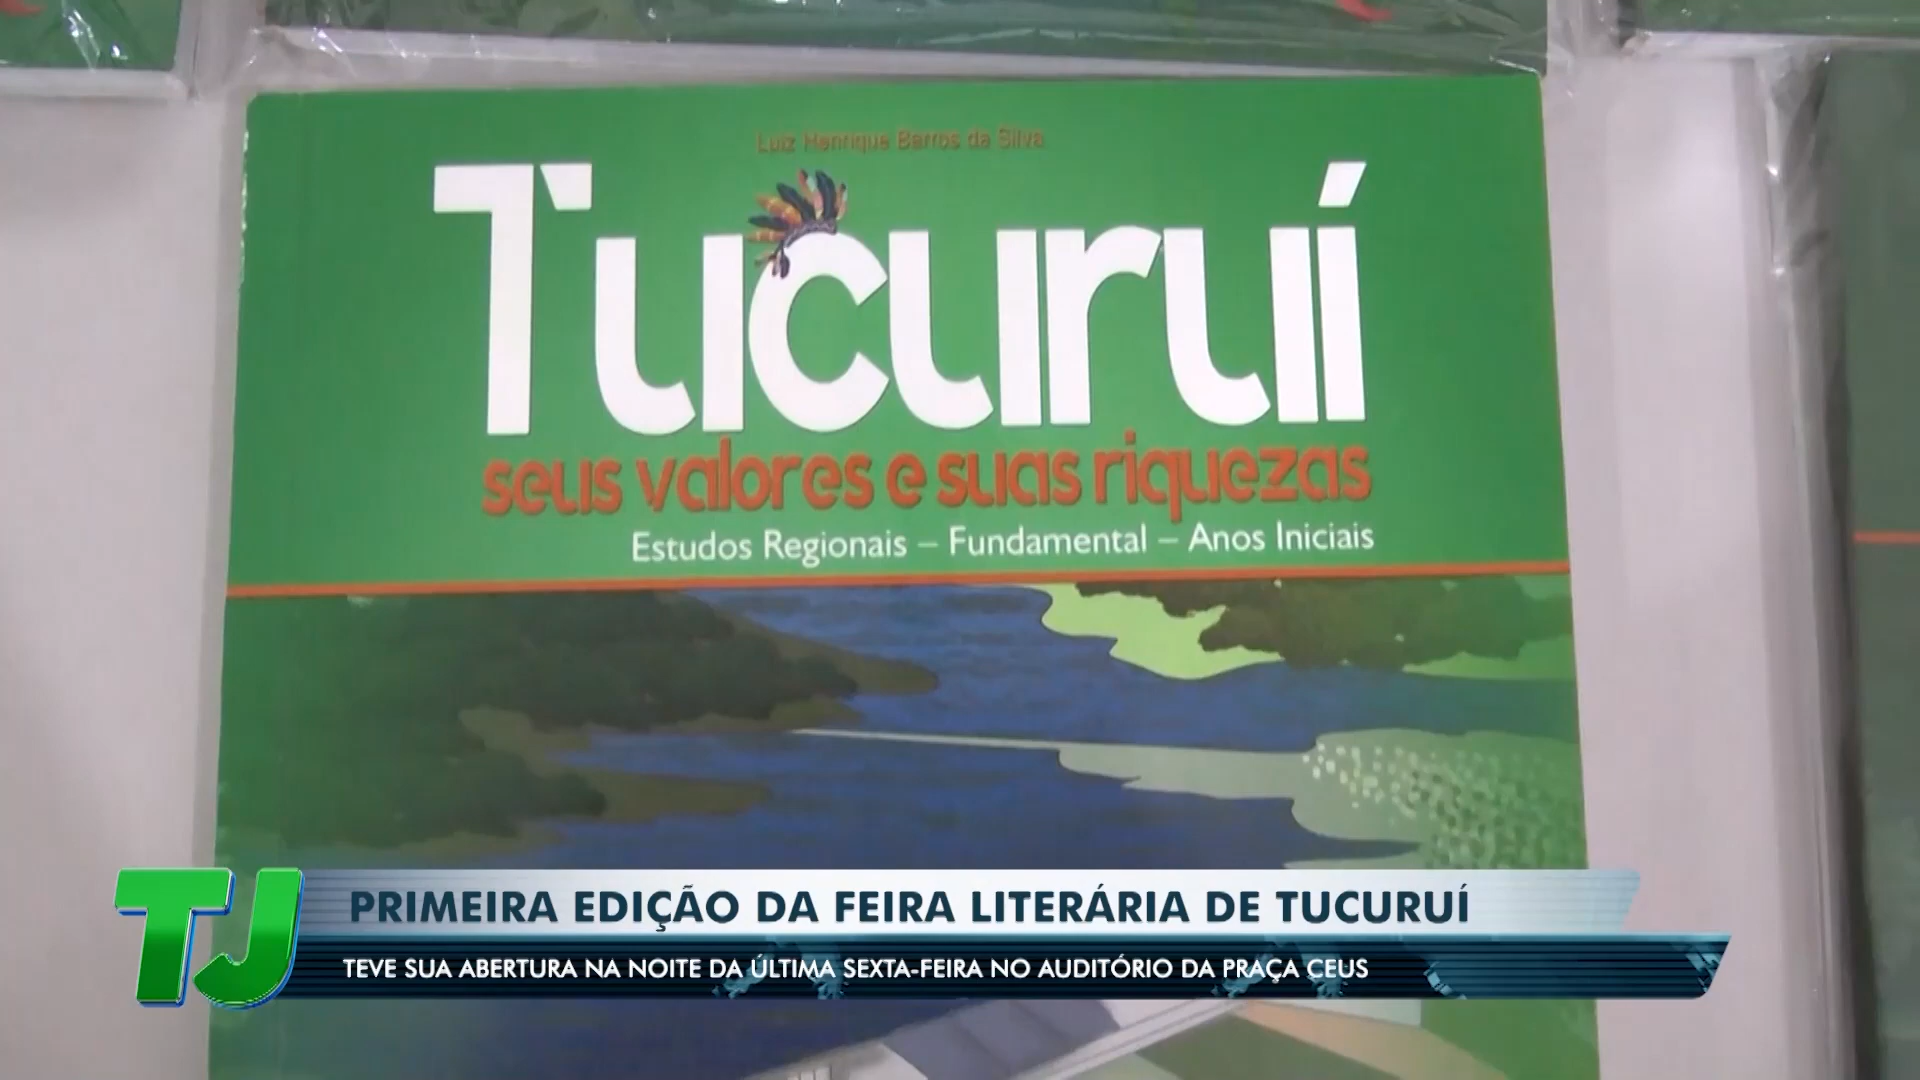 Luiz Henrique Barros da Silva
Tucuruí
seus valores e suas riquezas
Estudos Regionais – Fundamental – Anos Iniciais
TJ
PRIMEIRA EDIÇÃO DA FEIRA LITERÁRIA DE TUCURUÍ
TEVE SUA ABERTURA NA NOITE DA ÚLTIMA SEXTA-FEIRA NO AUDITÓRIO DA PRAÇA CEUS